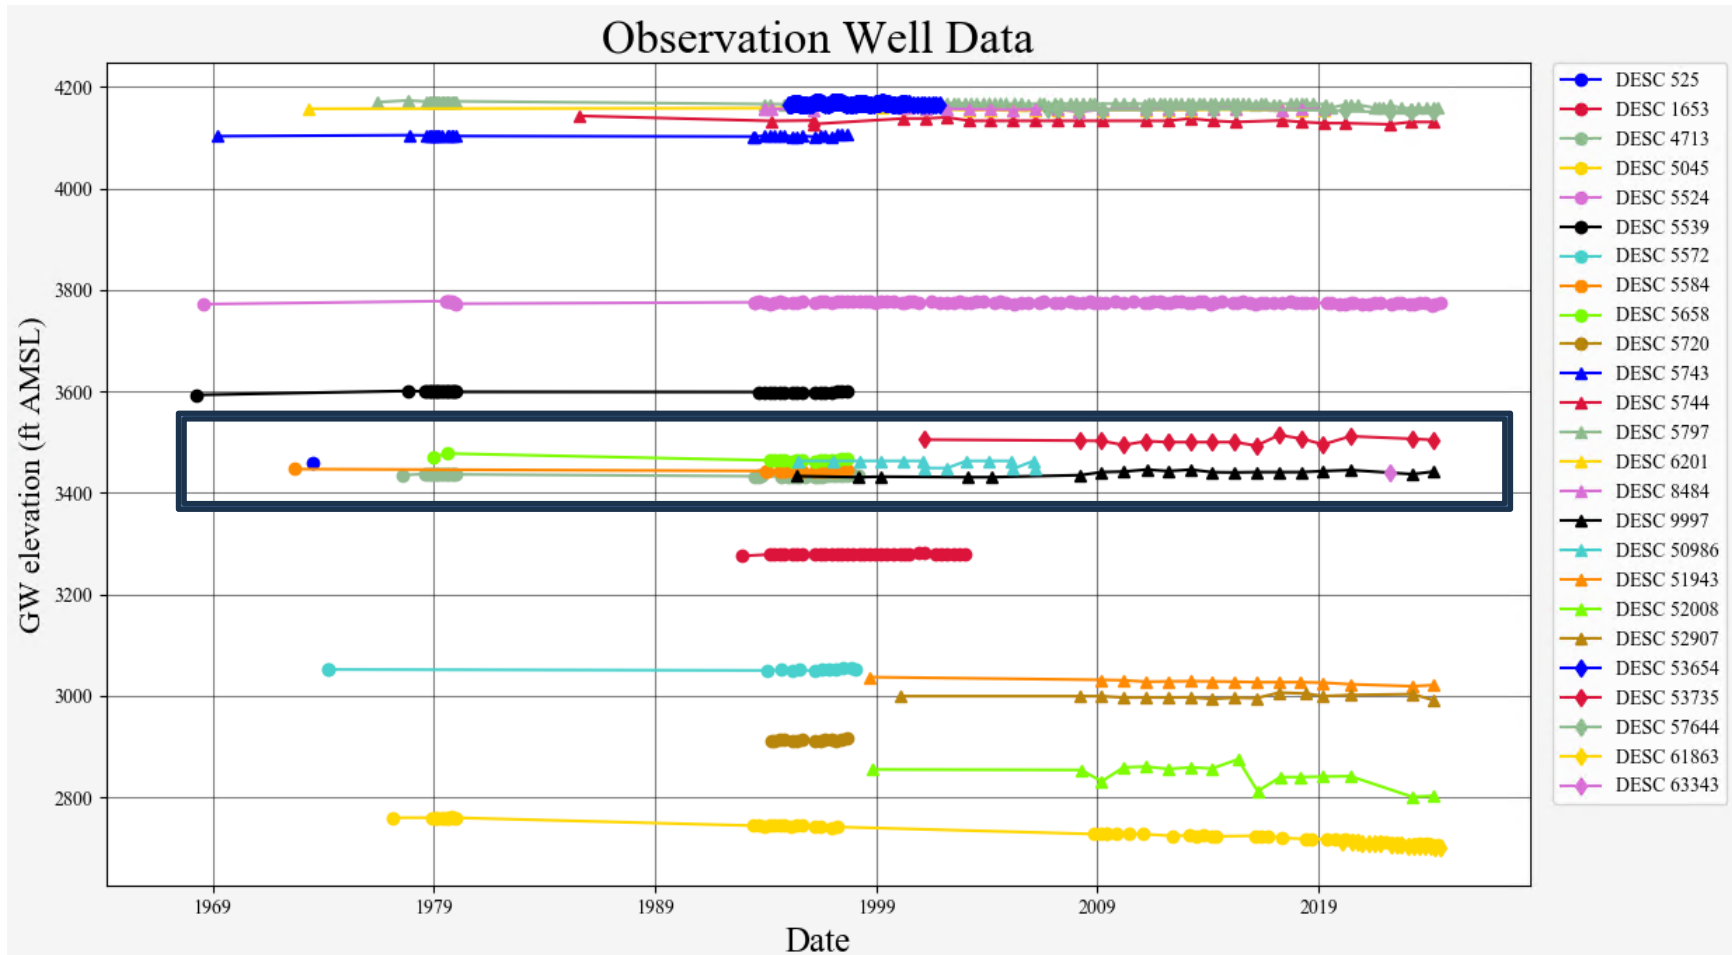 Observation Well Data
GW elevation (ft AMSL)
4200
4000
3800
3600
3400
3200
3000
2800
1969
1979
1989
1999
2009
2019
Date
DESC 525
DESC 1653
DESC 4713
DESC 5045
DESC 5524
DESC 5539
DESC 5572
DESC 5584
DESC 5658
DESC 5720
DESC 5743
DESC 5744
DESC 5797
DESC 6201
DESC 8484
DESC 9997
DESC 50986
DESC 51943
DESC 52008
DESC 52907
DESC 53654
DESC 53735
DESC 57644
DESC 61863
DESC 63343